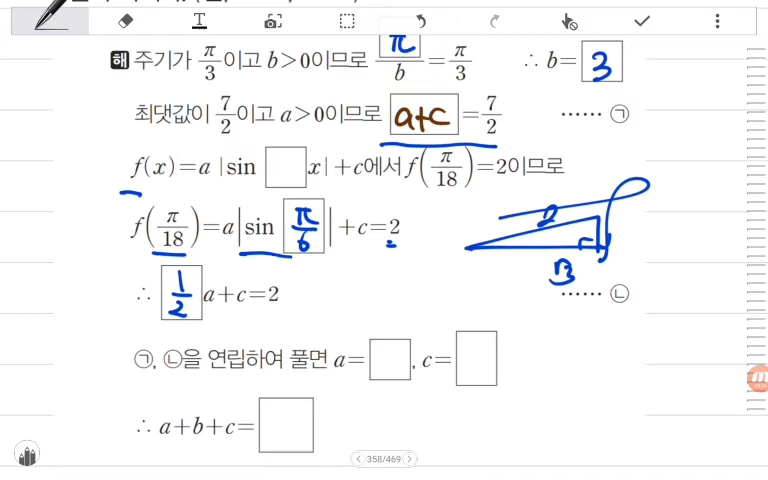 해 주기가 π/3이고 b>0이므로 π/b=π/3 ∴ b=3
최댓값이 7/2이고 a>0이므로 a+c=7/2 …… ㉠
f(x)=a|sin □x|+c에서 f(π/18)=2이므로
f(π/18)=a|sin π/6|+c=2
2
∴ 1/2 a+c=2 …… ㉡
㉠, ㉡을 연립하여 풀면 a=□, c=□
∴ a+b+c=□
358/469